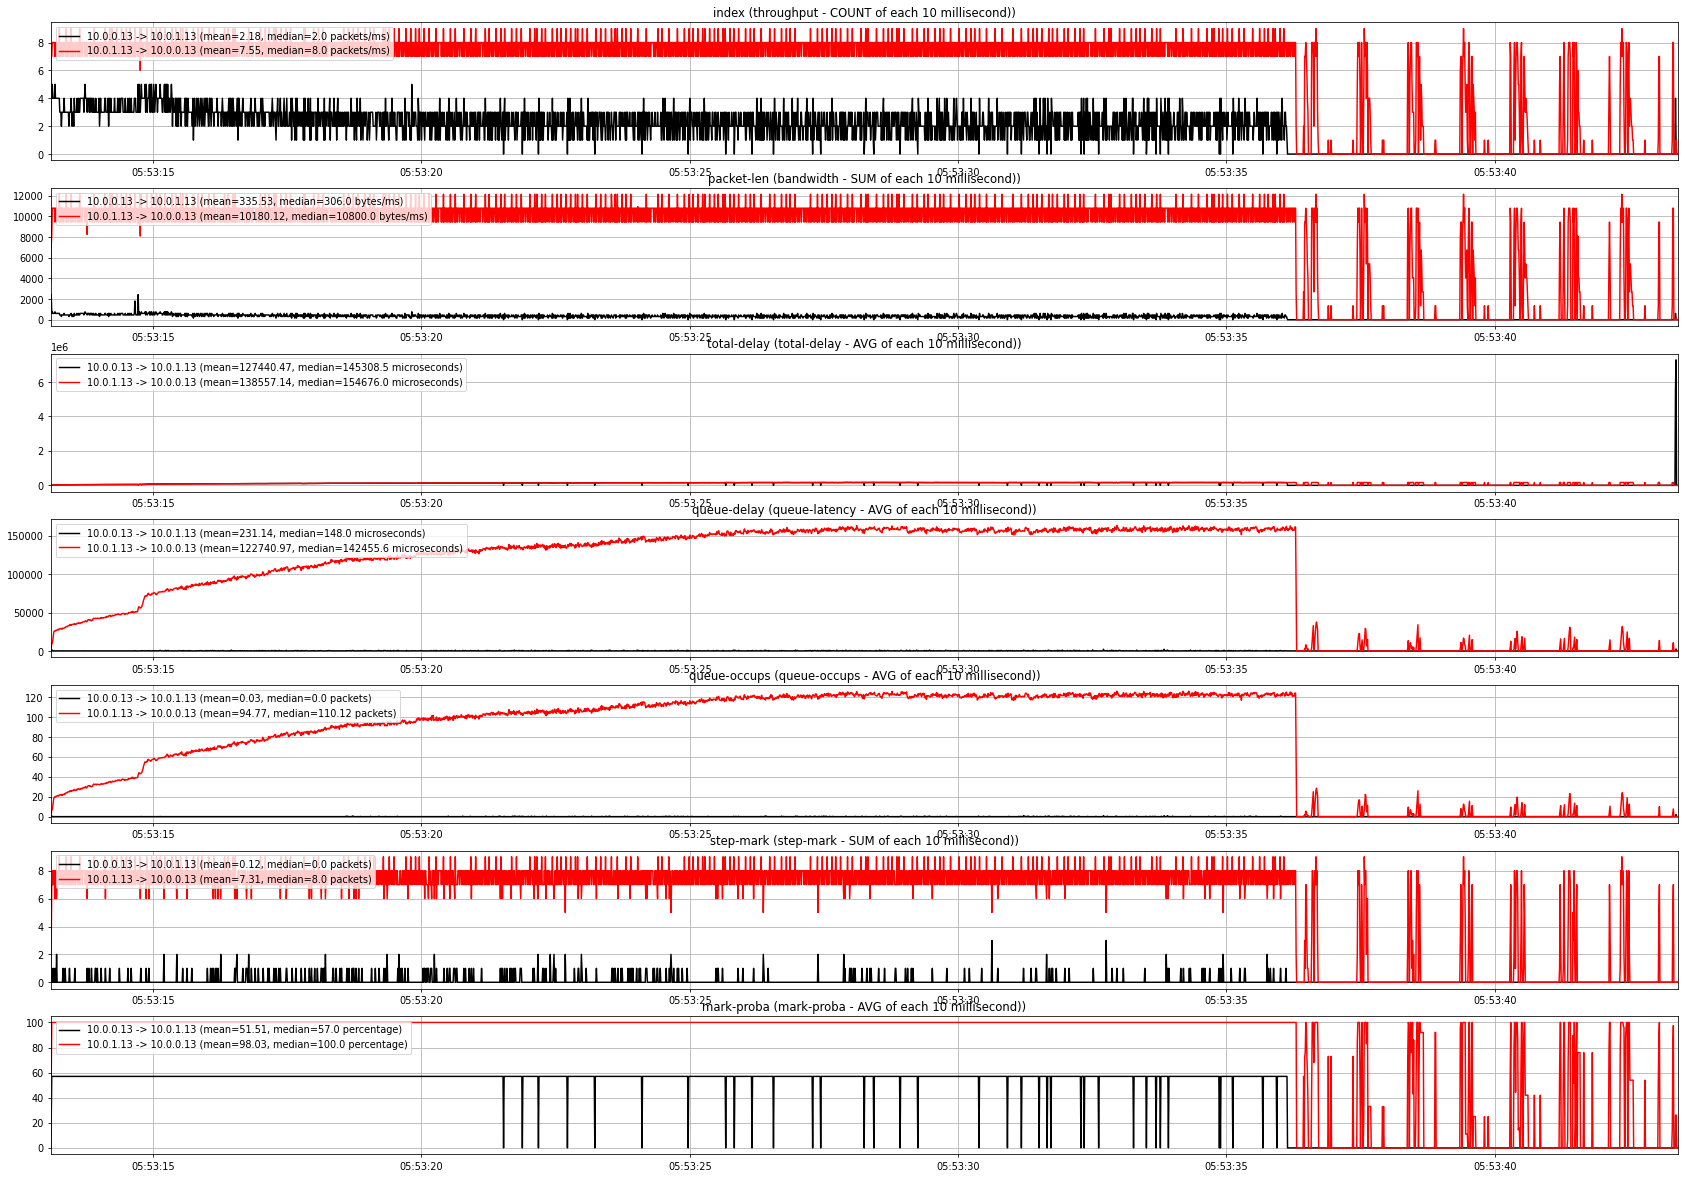 index (throughput - COUNT of each 10 millisecond))
10.0.0.13 -> 10.0.1.13 (mean=2.18, median=2.0 packets/ms)
10.0.1.13 -> 10.0.0.13 (mean=7.55, median=8.0 packets/ms)
8
6
4
2
0
05:53:15 05:53:20 05:53:25 05:53:30 05:53:35 05:53:40
packet-len (bandwidth - SUM of each 10 millisecond))
10.0.0.13 -> 10.0.1.13 (mean=335.53, median=306.0 bytes/ms)
10.0.1.13 -> 10.0.0.13 (mean=10180.12, median=10800.0 bytes/ms)
12000
10000
8000
6000
4000
2000
0
05:53:15 05:53:20 05:53:25 05:53:30 05:53:35 05:53:40
total-delay (total-delay - AVG of each 10 millisecond))
1e6
10.0.0.13 -> 10.0.1.13 (mean=127440.47, median=145308.5 microseconds)
10.0.1.13 -> 10.0.0.13 (mean=138557.14, median=154676.0 microseconds)
6
4
2
0
05:53:15 05:53:20 05:53:25 05:53:30 05:53:35 05:53:40
queue-delay (queue-latency - AVG of each 10 millisecond))
10.0.0.13 -> 10.0.1.13 (mean=231.14, median=148.0 microseconds)
10.0.1.13 -> 10.0.0.13 (mean=122740.97, median=142455.6 microseconds)
150000
100000
50000
0
05:53:15 05:53:20 05:53:25 05:53:30 05:53:35 05:53:40
queue-occups (queue-occups - AVG of each 10 millisecond))
10.0.0.13 -> 10.0.1.13 (mean=0.03, median=0.0 packets)
10.0.1.13 -> 10.0.0.13 (mean=94.77, median=110.12 packets)
120
100
80
60
40
20
0
05:53:15 05:53:20 05:53:25 05:53:30 05:53:35 05:53:40
step-mark (step-mark - SUM of each 10 millisecond))
10.0.0.13 -> 10.0.1.13 (mean=0.12, median=0.0 packets)
10.0.1.13 -> 10.0.0.13 (mean=7.31, median=8.0 packets)
8
6
4
2
0
05:53:15 05:53:20 05:53:25 05:53:30 05:53:35 05:53:40
mark-proba (mark-proba - AVG of each 10 millisecond))
10.0.0.13 -> 10.0.1.13 (mean=51.51, median=57.0 percentage)
10.0.1.13 -> 10.0.0.13 (mean=98.03, median=100.0 percentage)
100
80
60
40
20
0
05:53:15 05:53:20 05:53:25 05:53:30 05:53:35 05:53:40